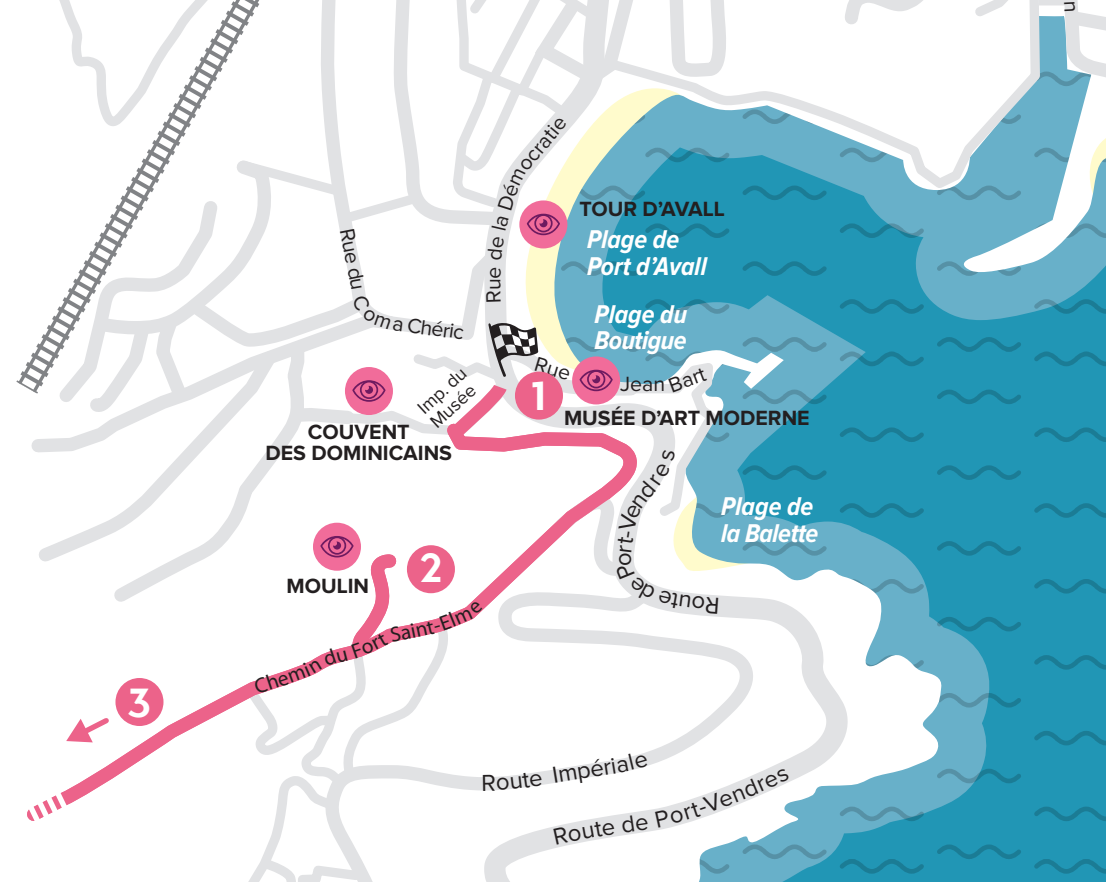 n
Rue de la Démocratie
TOUR D'AVALL
Plage de
Port d'Avall
Rue du Coma Chéric
Plage du
Boutigue
Rue Jean Bart
Imp. du
Musée
1
MUSÉE D'ART MODERNE
COUVENT
DES DOMINICAINS
Route de Port-Vendres
Plage de
la Balette
MOULIN
2
Chemin du Fort Saint-Elme
3
Route Impériale
Route de Port-Vendres